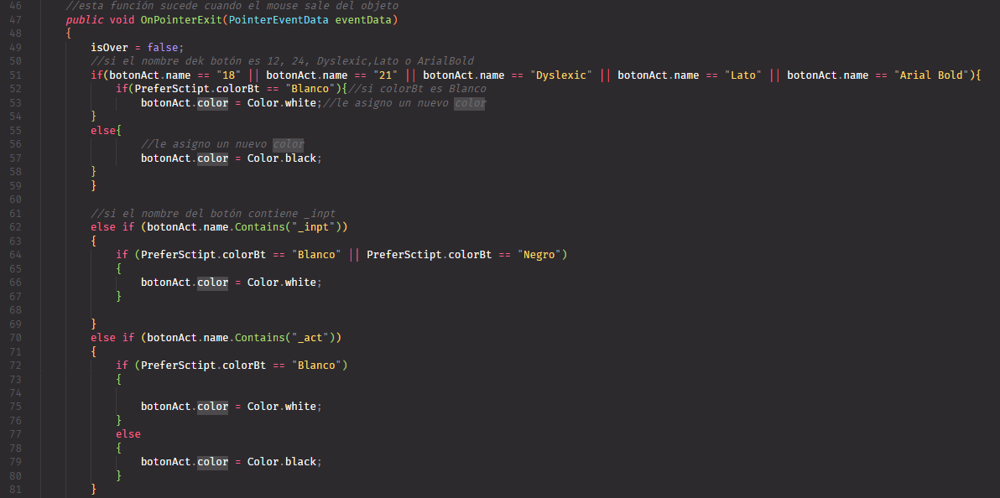 46 //esta función sucede cuando el mouse sale del objeto
47 public void OnPointerExit(PointerEventData eventData)
48 {
49 isOver = false;
50 //si el nombre dek botón es 12, 24, Dyslexic,Lato o ArialBold
51 if(botonAct.name == "18" || botonAct.name == "21" || botonAct.name == "Dyslexic" || botonAct.name == "Lato" || botonAct.name == "Arial Bold"){
52 if(PreferSctipt.colorBt == "Blanco"){//si colorBt es Blanco
53 botonAct.color = Color.white;//le asigno un nuevo color
54 }
55 else{
56 //le asigno un nuevo color
57 botonAct.color = Color.black;
58 }
59 }
60
61 //si el nombre del botón contiene _inpt
62 else if (botonAct.name.Contains("_inpt"))
63 {
64 if (PreferSctipt.colorBt == "Blanco" || PreferSctipt.colorBt == "Negro")
65 {
66 botonAct.color = Color.white;
67 }
68
69 }
70 else if (botonAct.name.Contains("_act"))
71 {
72 if (PreferSctipt.colorBt == "Blanco")
73 {
74
75 botonAct.color = Color.white;
76 }
77 else
78 {
79 botonAct.color = Color.black;
80 }
81 }